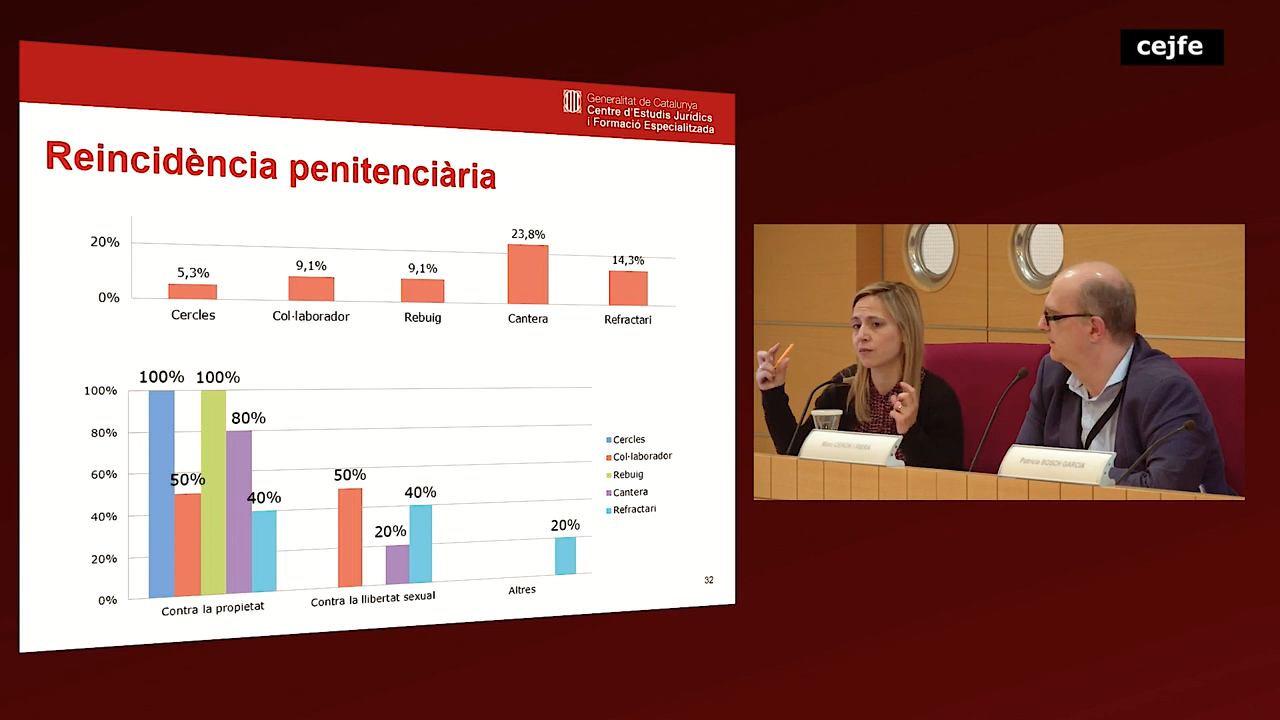 cejfe
Generalitat de Catalunya
Centre d'Estudis Jurídics
i Formació Especialitzada
Reincidència penitenciària
20%
0%
5,3%
9,1%
9,1%
23,8%
14,3%
Cercles
Col·laborador
Rebuig
Cantera
Refractari
100%
80%
60%
40%
20%
0%
100%
50%
100%
80%
40%
50%
20%
40%
20%
Contra la propietat
Contra la llibertat sexual
Altres
Cercles
Col·laborador
Rebuig
Cantera
Refractari
32
Patricia BOSCH GARCIA